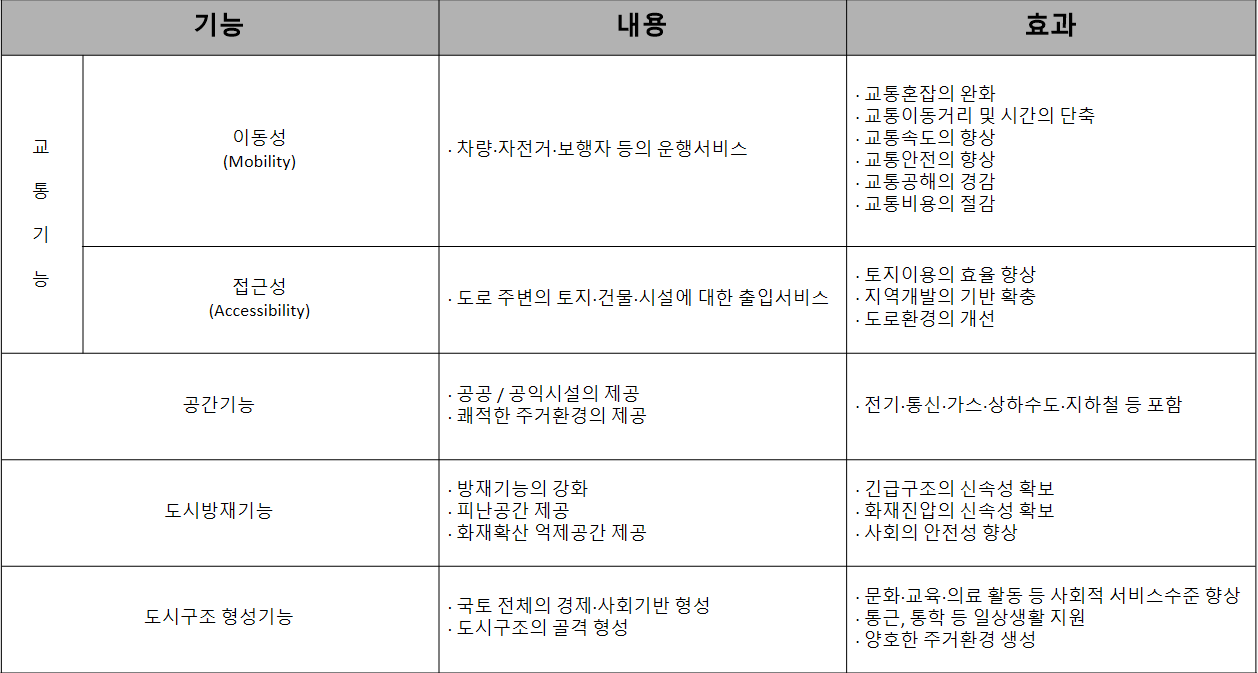 기능
내용
효과
교
통
기
능
이동성
(Mobility)
· 차량·자전거·보행자 등의 운행서비스
· 교통혼잡의 완화
· 교통이동거리 및 시간의 단축
· 교통속도의 향상
· 교통안전의 향상
· 교통공해의 경감
· 교통비용의 절감
접근성
(Accessibility)
· 도로 주변의 토지·건물·시설에 대한 출입서비스
· 토지이용의 효율 향상
· 지역개발의 기반 확충
· 도로환경의 개선
공간기능
· 공공 / 공익시설의 제공
· 쾌적한 주거환경의 제공
· 전기·통신·가스·상하수도·지하철 등 포함
도시방재기능
· 방재기능의 강화
· 피난공간 제공
· 화재확산 억제공간 제공
· 긴급구조의 신속성 확보
· 화재진압의 신속성 확보
· 사회의 안전성 향상
도시구조 형성기능
· 국토 전체의 경제·사회기반 형성
· 도시구조의 골격 형성
· 문화·교육·의료 활동 등 사회적 서비스수준 향상
· 통근, 통학 등 일상생활 지원
· 양호한 주거환경 생성